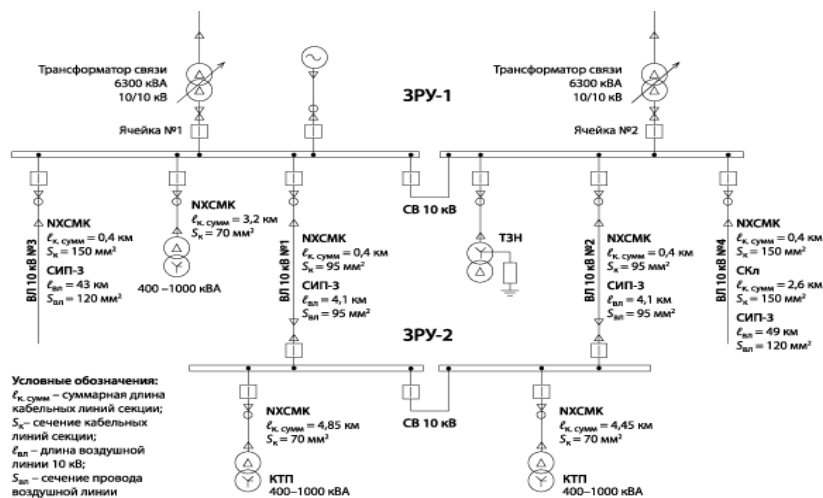 Трансформатор связи
6300 кВА
10/10 кВ
Ячейка №1
ЗРУ-1
Трансформатор связи
6300 кВА
10/10 кВ
Ячейка №2
СВ 10 кВ
ВЛ 10 кВ №3
NXCMK
ℓк. сумм = 0,4 км
Sк = 150 мм²
СИП-3
ℓвл = 43 км
Sвл = 120 мм²
NXCMK
ℓк. сумм = 3,2 км
Sк = 70 мм²
400 –1000 кВА
ВЛ 10 кВ №1
NXCMK
ℓк. сумм = 0,4 км
Sк = 95 мм²
СИП-3
ℓвл = 4,1 км
Sвл = 95 мм²
ТЗН
ВЛ 10 кВ №2
NXCMK
ℓк. сумм = 0,4 км
Sк = 95 мм²
СИП-3
ℓвл = 4,1 км
Sвл = 95 мм²
ВЛ 10 кВ №4
NXCMK
ℓк. сумм = 0,4 км
Sк = 150 мм²
СКл
ℓк. сумм = 2,6 км
Sк = 150 мм²
СИП-3
ℓвл = 49 км
Sвл = 120 мм²
ЗРУ-2
Условные обозначения:
ℓк. сумм – суммарная длина
кабельных линий секции;
Sк– сечение кабельных
линий секции;
ℓвл – длина воздушной
линии 10 кВ;
Sвл – сечение провода
воздушной линии
NXCMK
ℓк. сумм = 4,85 км
Sк = 70 мм²
КТП
400–1000 кВА
СВ 10 кВ
NXCMK
ℓк. сумм = 4,45 км
Sк = 70 мм²
КТП
400–1000 кВА